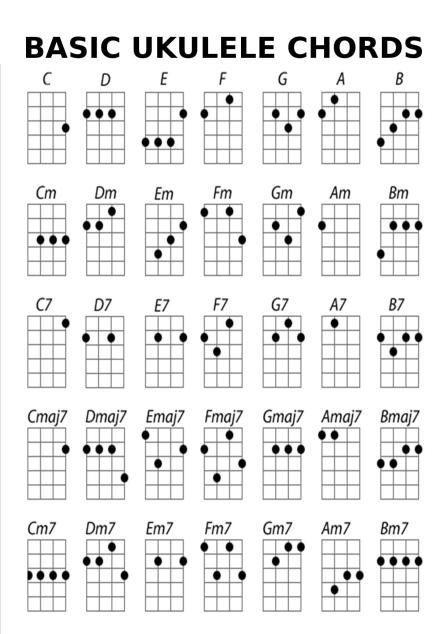 BASIC UKULELE CHORDS
C D E F G A B
Cm Dm Em Fm Gm Am Bm
C7 D7 E7 F7 G7 A7 B7
Cmaj7 Dmaj7 Emaj7 Fmaj7 Gmaj7 Amaj7 Bmaj7
Cm7 Dm7 Em7 Fm7 Gm7 Am7 Bm7